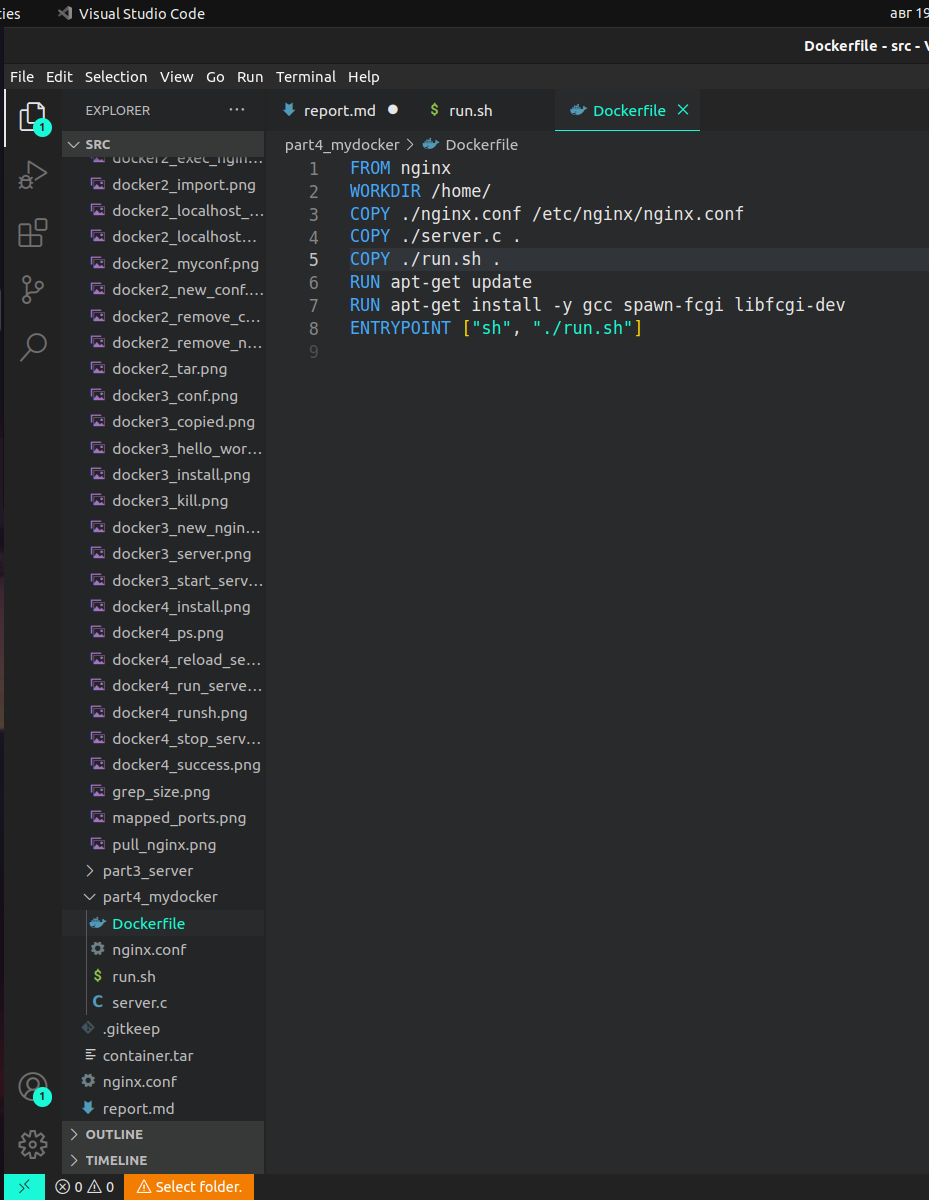 ties Visual Studio Code авг 19
Dockerfile - src - V
File Edit Selection View Go Run Terminal Help
1 EXPLORER ... report.md run.sh Dockerfile
SRC
part4_mydocker > Dockerfile
1 FROM nginx
2 WORKDIR /home/
3 COPY ./nginx.conf /etc/nginx/nginx.conf
4 COPY ./server.c .
5 COPY ./run.sh .
6 RUN apt-get update
7 RUN apt-get install -y gcc spawn-fcgi libfcgi-dev
8 ENTRYPOINT ["sh", "./run.sh"]
9
docker2_exec_ngin...
docker2_import.png
docker2_localhost_...
docker2_localhost...
docker2_myconf.png
docker2_new_conf....
docker2_remove_c...
docker2_remove_n...
docker2_tar.png
docker3_conf.png
docker3_copied.png
docker3_hello_wor...
docker3_install.png
docker3_kill.png
docker3_new_ngin...
docker3_server.png
docker3_start_serv...
docker4_install.png
docker4_ps.png
docker4_reload_se...
docker4_run_serve...
docker4_runsh.png
docker4_stop_serv...
docker4_success.png
grep_size.png
mapped_ports.png
pull_nginx.png
part3_server
part4_mydocker
Dockerfile
nginx.conf
$ run.sh
C server.c
.gitkeep
container.tar
nginx.conf
report.md
1
OUTLINE
TIMELINE
0 0 Select folder.